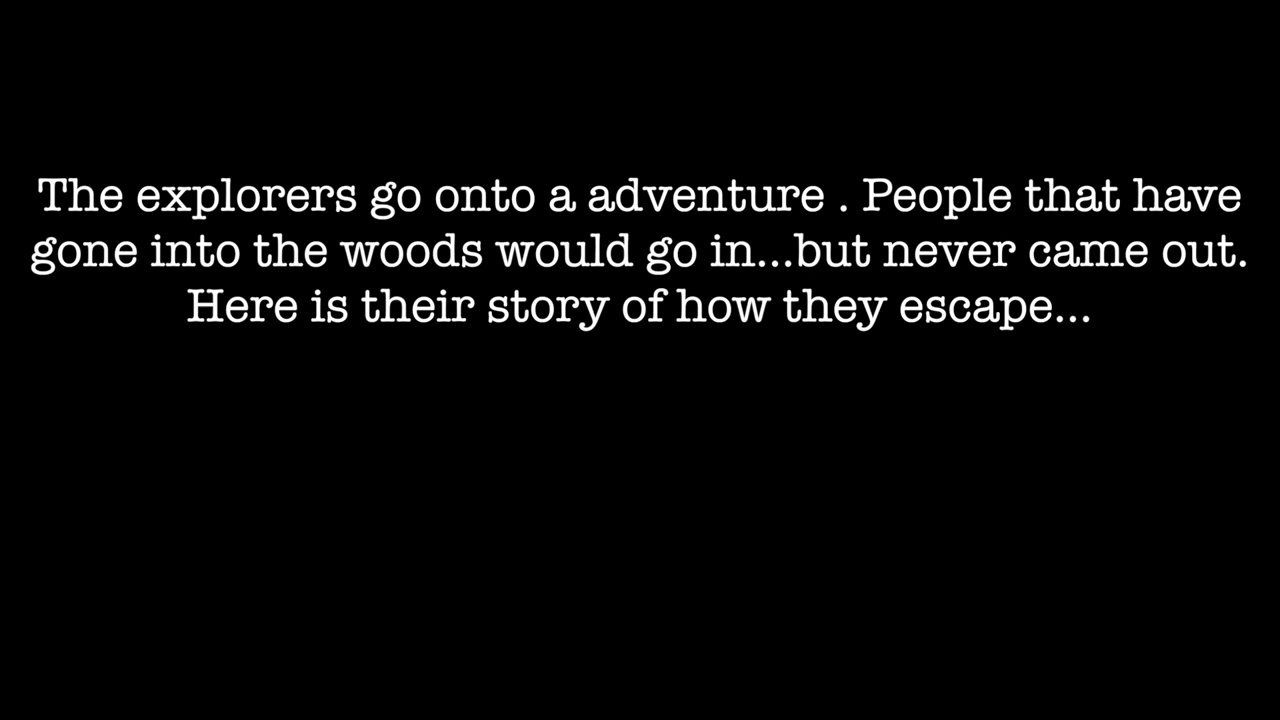 The explorers go onto a adventure . People that have
gone into the woods would go in...but never came out.
Here is their story of how they escape...